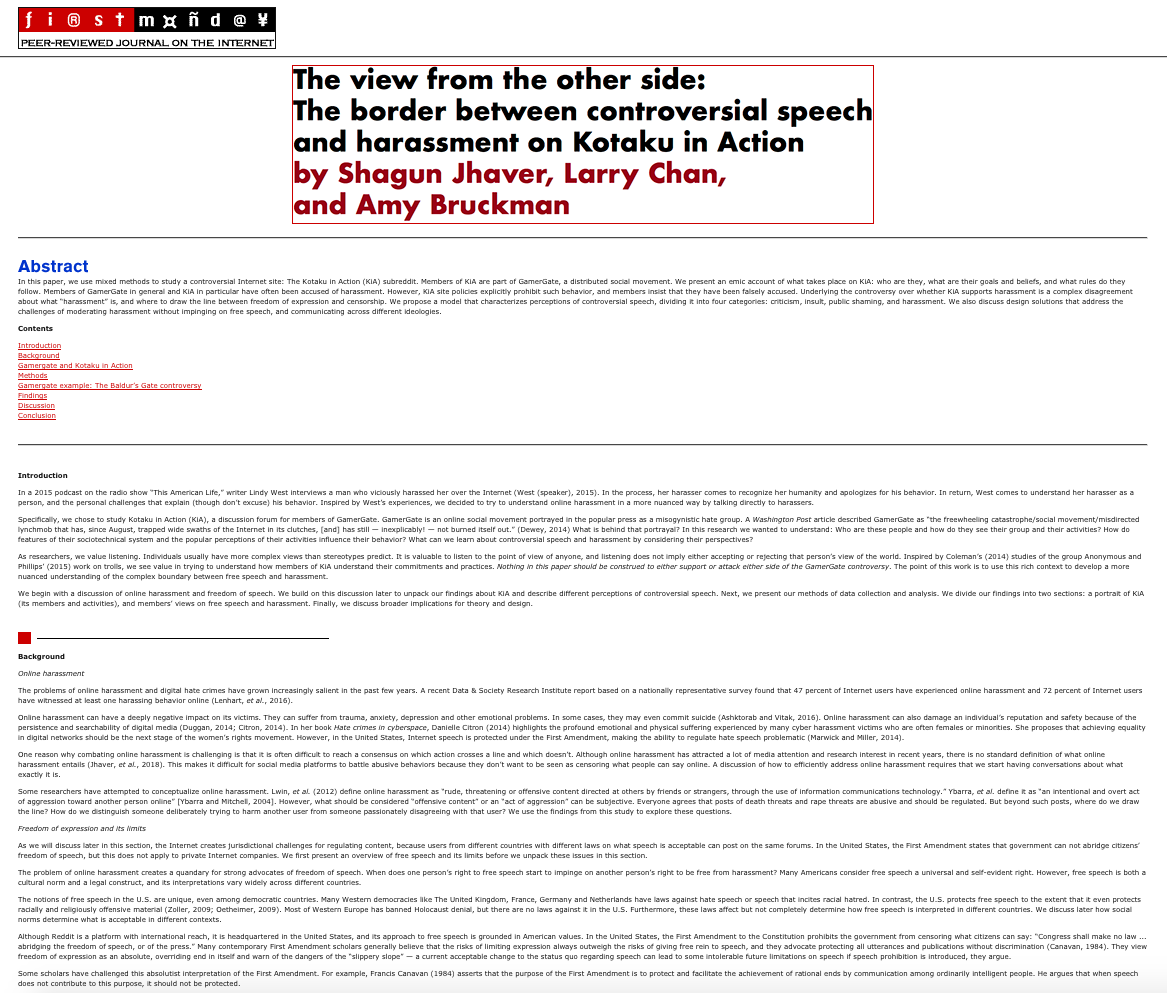 fi®stm¤ñd@¥
PEER-REVIEWED JOURNAL ON THE INTERNET
The view from the other side:
The border between controversial speech
and harassment on Kotaku in Action
by Shagun Jhaver, Larry Chan,
and Amy Bruckman
Abstract
In this paper, we use mixed methods to study a controversial Internet site: The Kotaku in Action (KiA) subreddit. Members of KiA are part of GamerGate, a distributed social movement. We present an emic account of what takes place on KiA: who are they, what are their goals and beliefs, and what rules do they
follow. Members of GamerGate in general and KiA in particular have often been accused of harassment. However, KiA site policies explicitly prohibit such behavior, and members insist that they have been falsely accused. Underlying the controversy over whether KiA supports harassment is a complex disagreement
about what “harassment” is, and where to draw the line between freedom of expression and censorship. We propose a model that characterizes perceptions of controversial speech, dividing it into four categories: criticism, insult, public shaming, and harassment. We also discuss design solutions that address the
challenges of moderating harassment without impinging on free speech, and communicating across different ideologies.
Contents
Introduction
Background
Gamergate and Kotaku in Action
Methods
Gamergate example: The Baldur’s Gate controversy
Findings
Discussion
Conclusion
Introduction
In a 2015 podcast on the radio show “This American Life,” writer Lindy West interviews a man who viciously harassed her over the Internet (West (speaker), 2015). In the process, her harasser comes to recognize her humanity and apologizes for his behavior. In return, West comes to understand her harasser as a
person, and the personal challenges that explain (though don’t excuse) his behavior. Inspired by West’s experiences, we decided to try to understand online harassment in a more nuanced way by talking directly to harassers.
Specifically, we chose to study Kotaku in Action (KiA), a discussion forum for members of GamerGate. GamerGate is an online social movement portrayed in the popular press as a misogynistic hate group. A Washington Post article described GamerGate as “the freewheeling catastrophe/social movement/misdirected
lynchmob that has, since August, trapped wide swaths of the Internet in its clutches, [and] has still — inexplicably! — not burned itself out.” (Dewey, 2014) What is behind that portrayal? In this research we wanted to understand: Who are these people and how do they see their group and their activities? How do
features of their sociotechnical system and the popular perceptions of their activities influence their behavior? What can we learn about controversial speech and harassment by considering their perspectives?
As researchers, we value listening. Individuals usually have more complex views than stereotypes predict. It is valuable to listen to the point of view of anyone, and listening does not imply either accepting or rejecting that person’s view of the world. Inspired by Coleman’s (2014) studies of the group Anonymous and
Phillips’ (2015) work on trolls, we see value in trying to understand how members of KiA understand their commitments and practices. Nothing in this paper should be construed to either support or attack either side of the GamerGate controversy. The point of this work is to use this rich context to develop a more
nuanced understanding of the complex boundary between free speech and harassment.
We begin with a discussion of online harassment and freedom of speech. We build on this discussion later to unpack our findings about KiA and describe different perceptions of controversial speech. Next, we present our methods of data collection and analysis. We divide our findings into two sections: a portrait of KiA
(its members and activities), and members’ views on free speech and harassment. Finally, we discuss broader implications for theory and design.
Background
Online harassment
The problems of online harassment and digital hate crimes have grown increasingly salient in the past few years. A recent Data & Society Research Institute report based on a nationally representative survey found that 47 percent of Internet users have experienced online harassment and 72 percent of Internet users
have witnessed at least one harassing behavior online (Lenhart, et al., 2016).
Online harassment can have a deeply negative impact on its victims. They can suffer from trauma, anxiety, depression and other emotional problems. In some cases, they may even commit suicide (Ashktorab and Vitak, 2016). Online harassment can also damage an individual’s reputation and safety because of the
persistence and searchability of digital media (Duggan, 2014; Citron, 2014). In her book Hate crimes in cyberspace, Danielle Citron (2014) highlights the profound emotional and physical suffering experienced by many cyber harassment victims who are often females or minorities. She proposes that achieving equality
in digital networks should be the next stage of the women’s rights movement. However, in the United States, Internet speech is protected under the First Amendment, making the ability to regulate hate speech problematic (Marwick and Miller, 2014).
One reason why combating online harassment is challenging is that it is often difficult to reach a consensus on which action crosses a line and which doesn’t. Although online harassment has attracted a lot of media attention and research interest in recent years, there is no standard definition of what online
harassment entails (Jhaver, et al., 2018). This makes it difficult for social media platforms to battle abusive behaviors because they don’t want to be seen as censoring what people can say online. A discussion of how to efficiently address online harassment requires that we start having conversations about what
exactly it is.
Some researchers have attempted to conceptualize online harassment. Lwin, et al. (2012) define online harassment as “rude, threatening or offensive content directed at others by friends or strangers, through the use of information communications technology.” Ybarra, et al. define it as “an intentional and overt act
of aggression toward another person online” [Ybarra and Mitchell, 2004]. However, what should be considered “offensive content” or an “act of aggression” can be subjective. Everyone agrees that posts of death threats and rape threats are abusive and should be regulated. But beyond such posts, where do we draw
the line? How do we distinguish someone deliberately trying to harm another user from someone passionately disagreeing with that user? We use the findings from this study to explore these questions.
Freedom of expression and its limits
As we will discuss later in this section, the Internet creates jurisdictional challenges for regulating content, because users from different countries with different laws on what speech is acceptable can post on the same forums. In the United States, the First Amendment states that government can not abridge citizens’
freedom of speech, but this does not apply to private Internet companies. We first present an overview of free speech and its limits before we unpack these issues in this section.
The problem of online harassment creates a quandary for strong advocates of freedom of speech. When does one person’s right to free speech start to impinge on another person’s right to be free from harassment? Many Americans consider free speech a universal and self-evident right. However, free speech is both a
cultural norm and a legal construct, and its interpretations vary widely across different countries.
The notions of free speech in the U.S. are unique, even among democratic countries. Many Western democracies like The United Kingdom, France, Germany and Netherlands have laws against hate speech or speech that incites racial hatred. In contrast, the U.S. protects free speech to the extent that it even protects
racially and religiously offensive material (Zoller, 2009; Oetheimer, 2009). Most of Western Europe has banned Holocaust denial, but there are no laws against it in the U.S. Furthermore, these laws affect but not completely determine how free speech is interpreted in different countries. We discuss later how social
norms determine what is acceptable in different contexts.
Although Reddit is a platform with international reach, it is headquartered in the United States, and its approach to free speech is grounded in American values. In the United States, the First Amendment to the Constitution prohibits the government from censoring what citizens can say: “Congress shall make no law ...
abridging the freedom of speech, or of the press.” Many contemporary First Amendment scholars generally believe that the risks of limiting expression always outweigh the risks of giving free rein to speech, and they advocate protecting all utterances and publications without discrimination (Canavan, 1984). They view
freedom of expression as an absolute, overriding end in itself and warn of the dangers of the “slippery slope” — a current acceptable change to the status quo regarding speech can lead to some intolerable future limitations on speech if speech prohibition is introduced, they argue.
Some scholars have challenged this absolutist interpretation of the First Amendment. For example, Francis Canavan (1984) asserts that the purpose of the First Amendment is to protect and facilitate the achievement of rational ends by communication among ordinarily intelligent people. He argues that when speech
does not contribute to this purpose, it should not be protected.